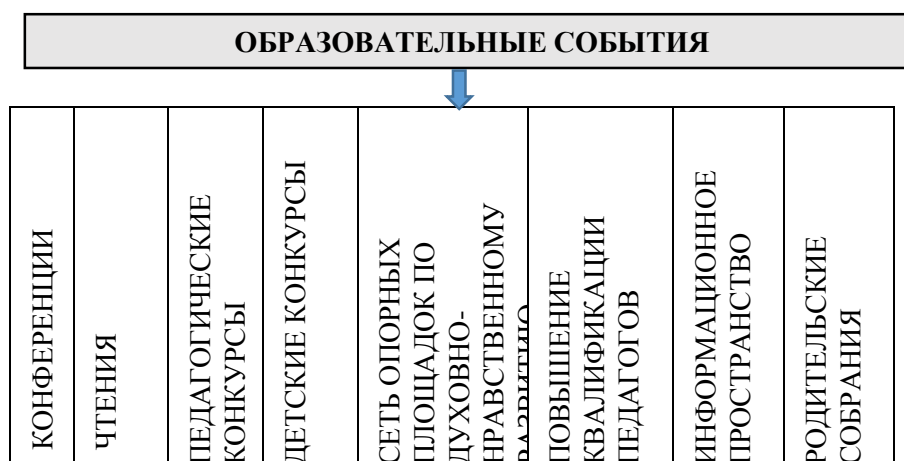 ОБРАЗОВАТЕЛЬНЫЕ СОБЫТИЯ
КОНФЕРЕНЦИИ
ЧТЕНИЯ
ПЕДАГОГИЧЕСКИЕ
КОНКУРСЫ
ДЕТСКИЕ КОНКУРСЫ
СЕТЬ ОПОРНЫХ
ПЛОЩАДОК ПО
ДУХОВНО-
НРАВСТВЕННОМУ
РАЗВИТИЮ
ПОВЫШЕНИЕ
КВАЛИФИКАЦИИ
ПЕДАГОГОВ
ИНФОРМАЦИОННОЕ
ПРОСТРАНСТВО
РОДИТЕЛЬСКИЕ
СОБРАНИЯ